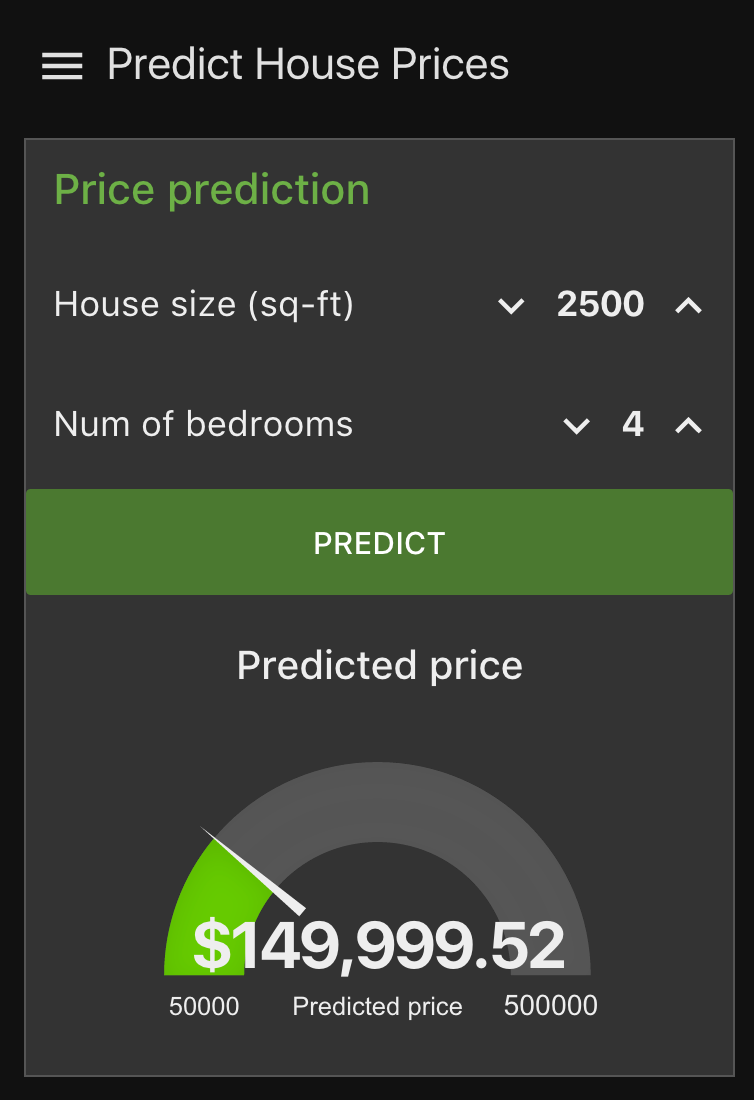 Predict House Prices
Price prediction
House size (sq-ft) 2500
Num of bedrooms 4
PREDICT
Predicted price
$149,999.52
50000 Predicted price 500000